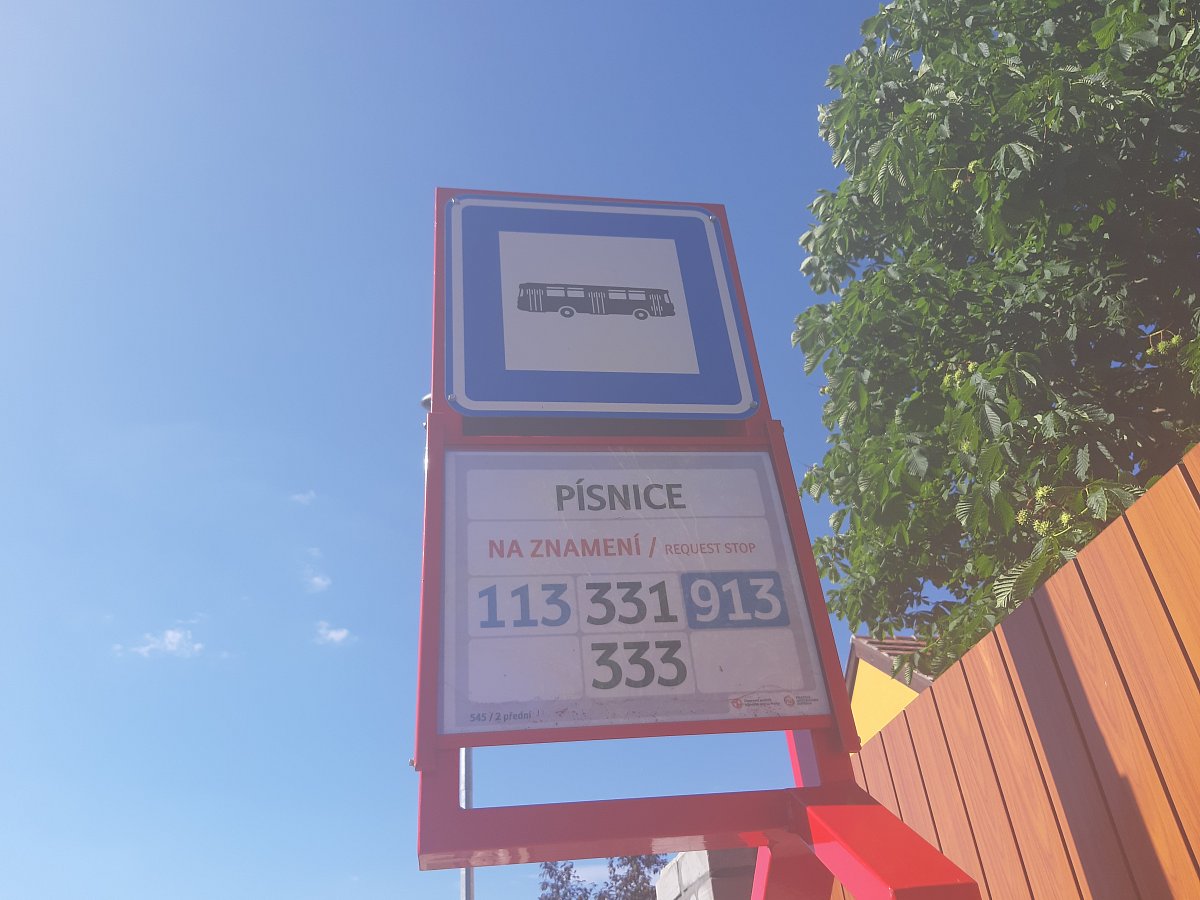 PÍSNICE
NA ZNAMENÍ / REQUEST STOP
113 331 913
333
545 / 2 přední